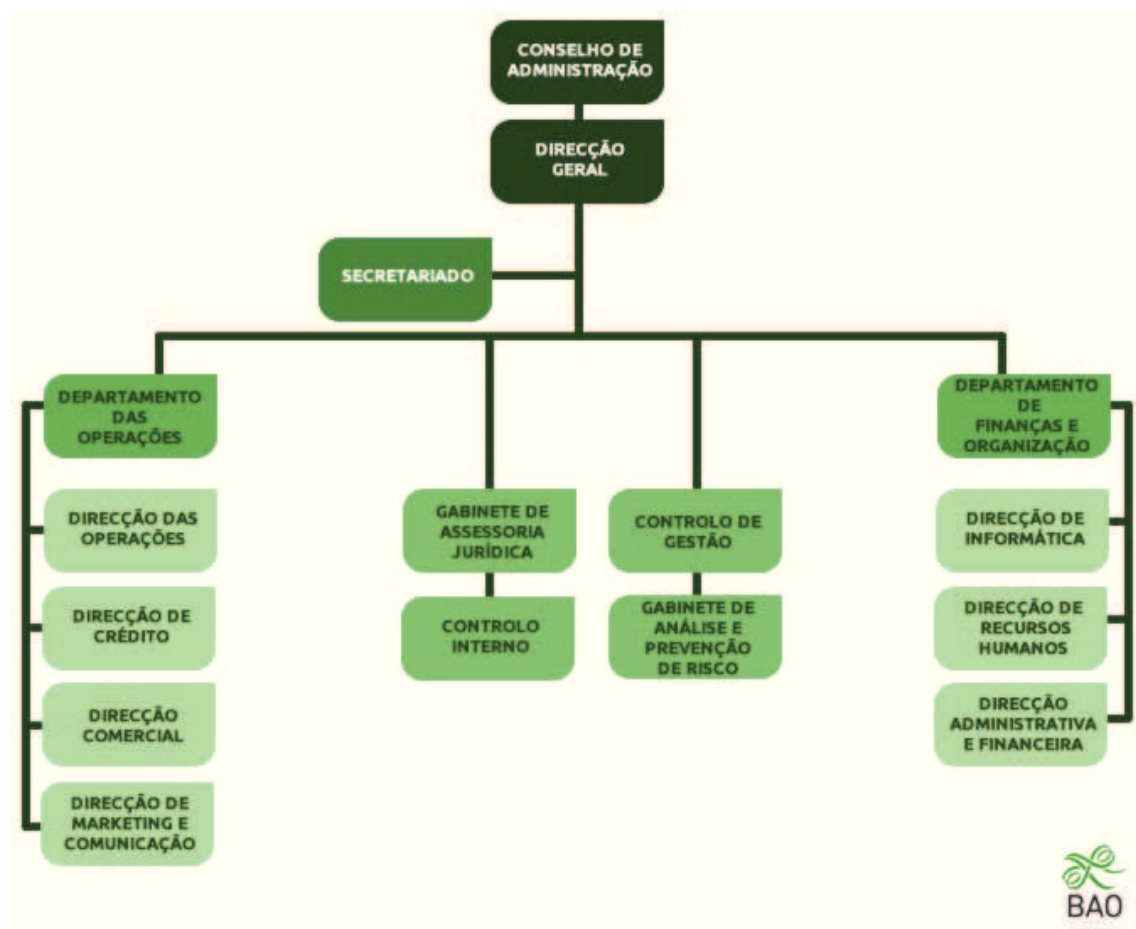 CONSELHO DE
ADMINISTRAÇÃO
DIRECÇÃO
GERAL
SECRETARIADO
DEPARTAMENTO
DAS
OPERAÇÕES
DIRECÇÃO DAS
OPERAÇÕES
DIRECÇÃO DE
CRÉDITO
DIRECÇÃO
COMERCIAL
DIRECÇÃO DE
MARKETING E
COMUNICAÇÃO
GABINETE DE
ASSESSORIA
JURÍDICA
CONTROLO
INTERNO
CONTROLO DE
GESTÃO
GABINETE DE
ANÁLISE E
PREVENÇÃO
DE RISCO
DEPARTAMENTO
DE
FINANÇAS E
ORGANIZAÇÃO
DIRECÇÃO DE
INFORMÁTICA
DIRECÇÃO DE
RECURSOS
HUMANOS
DIRECÇÃO
ADMINISTRATIVA
E FINANCEIRA
BAO